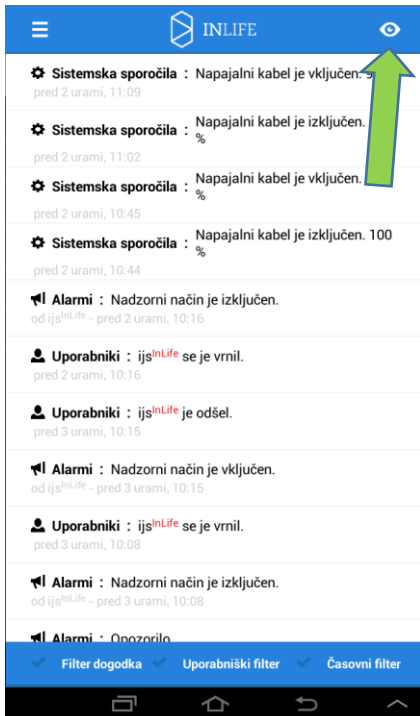 INLIFE
Sistemska sporočila : Napajalni kabel je vključen.
pred 2 urami, 11:09
Sistemska sporočila : Napajalni kabel je izključen.
%
pred 2 urami, 11:02
Sistemska sporočila : Napajalni kabel je vključen.
%
pred 2 urami, 10:45
Sistemska sporočila : Napajalni kabel je izključen. 100
%
pred 2 urami, 10:44
Alarmi : Nadzorni način je izključen.
od ijsInLife - pred 2 urami, 10:16
Uporabniki : ijsInLife se je vrnil.
pred 2 urami, 10:16
Uporabniki : ijsInLife je odšel.
pred 3 urami, 10:15
Alarmi : Nadzorni način je vključen.
od ijsInLife - pred 3 urami, 10:15
Uporabniki : ijsInLife se je vrnil.
pred 3 urami, 10:08
Alarmi : Nadzorni način je izključen.
od ijsInLife - pred 3 urami, 10:08
Alarmi : Opozorilo
Filter dogodka Uporabniški filter Časovni filter